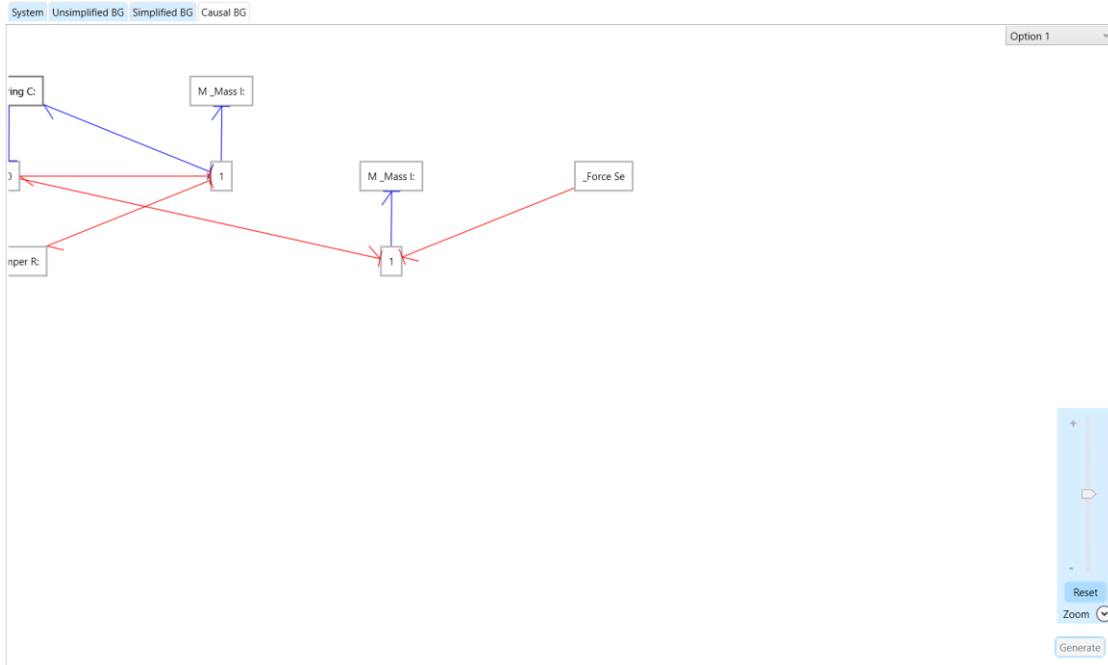 System Unsimplified BG Simplified BG Causal BG
Option 1
ring C:
M _Mass I:
0
1
M _Mass I:
_Force Se
mper R:
1
+
-
Reset
Zoom
Generate